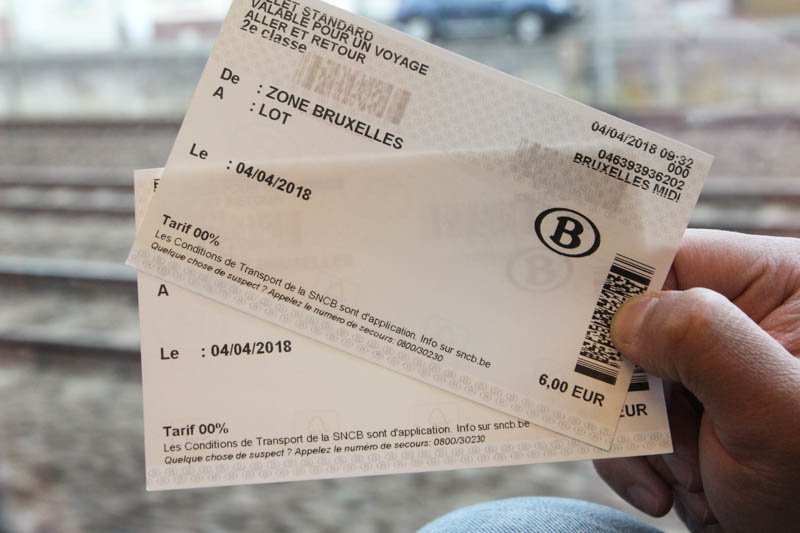 BILLET STANDARD
VALABLE POUR UN VOYAGE
ALLER ET RETOUR
2e classe
De : ZONE BRUXELLES
A : LOT
Le : 04/04/2018
04/04/2018 09:32
000
046393936202
BRUXELLES MIDI
B
Tarif 00%
Les Conditions de Transport de la SNCB sont d'application. Info sur sncb.be
Quelque chose de suspect ? Appelez le numéro de secours: 0800/30230
6,00 EUR
A
Le : 04/04/2018
EUR
Tarif 00%
Les Conditions de Transport de la SNCB sont d'application. Info sur sncb.be
Quelque chose de suspect ? Appelez le numéro de secours: 0800/30230